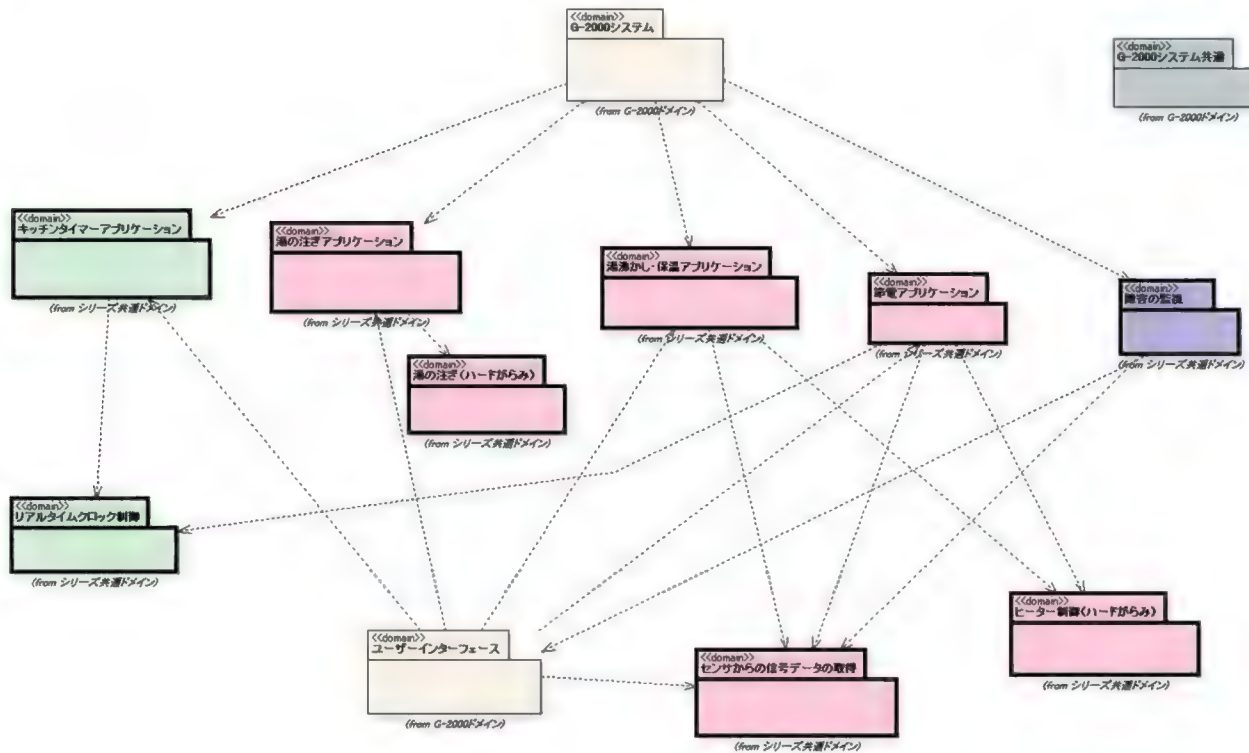 <<domain>>
G-2000システム
(from G-2000ドメイン)
<<domain>>
G-2000システム共通
(from G-2000ドメイン)
<<domain>>
キッチンタイマーアプリケーション
(from シリーズ共通ドメイン)
<<domain>>
湯の注ぎアプリケーション
(from シリーズ共通ドメイン)
<<domain>>
湯沸かし・保温アプリケーション
(from シリーズ共通ドメイン)
<<domain>>
節電アプリケーション
(from シリーズ共通ドメイン)
<<domain>>
障害の監視
(from シリーズ共通ドメイン)
<<domain>>
湯の注ぎ(ハードがらみ)
(from シリーズ共通ドメイン)
<<domain>>
リアルタイムクロック制御
(from シリーズ共通ドメイン)
<<domain>>
ユーザーインターフェース
(from G-2000ドメイン)
<<domain>>
センサからの信号データの取得
(from シリーズ共通ドメイン)
<<domain>>
ヒーター制御(ハードがらみ)
(from シリーズ共通ドメイン)